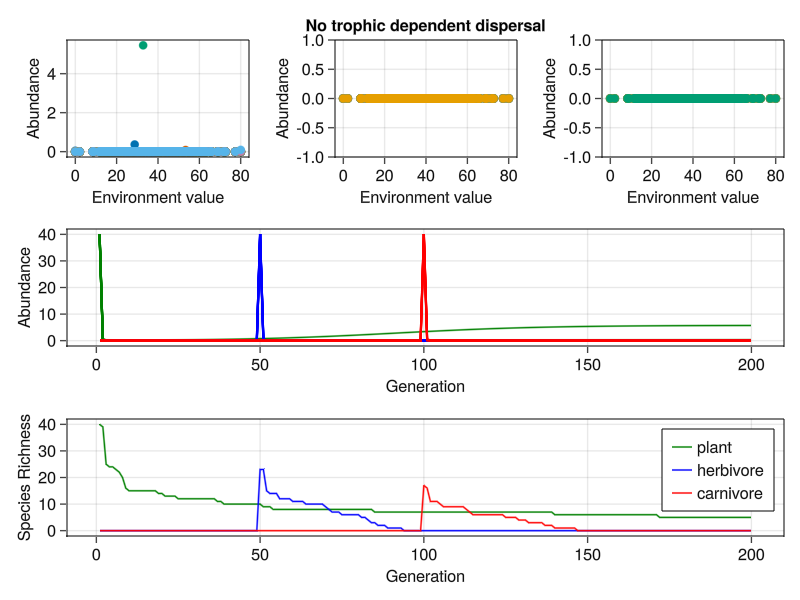 No trophic dependent dispersal
Abundance
4
2
0
0 20 40 60 80
Environment value
Abundance
1.0
0.5
0.0
-0.5
-1.0
0 20 40 60 80
Environment value
Abundance
1.0
0.5
0.0
-0.5
-1.0
0 20 40 60 80
Environment value
Abundance
40
30
20
10
0
0 50 100 150 200
Generation
Species Richness
40
30
20
10
0
plant
herbivore
carnivore
0 50 100 150 200
Generation